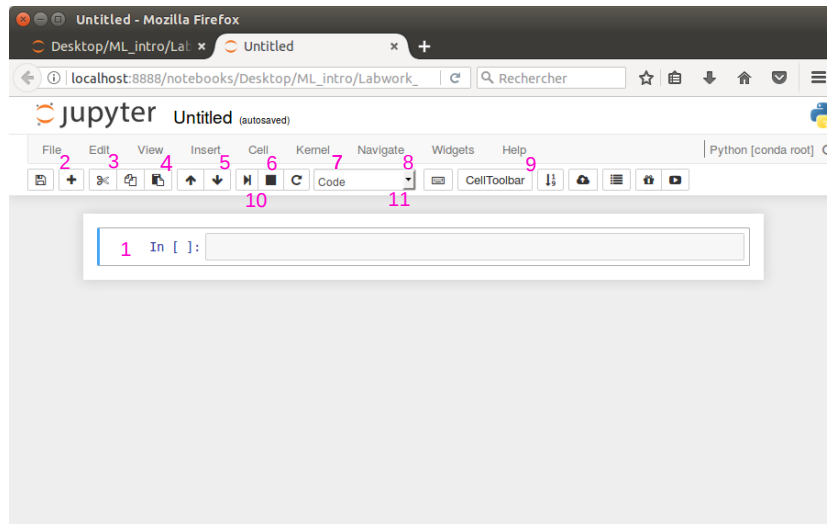 Untitled - Mozilla Firefox
Desktop/ML_intro/Lab Untitled
localhost:8888/notebooks/Desktop/ML_intro/Labwork_ Rechercher
jupyter Untitled (autosaved)
File Edit View Insert Cell Kernel Navigate Widgets Help Python [conda root]
2 3 4 5 6 7 8 9
Code CellToolbar
10 11
1 In [ ]: